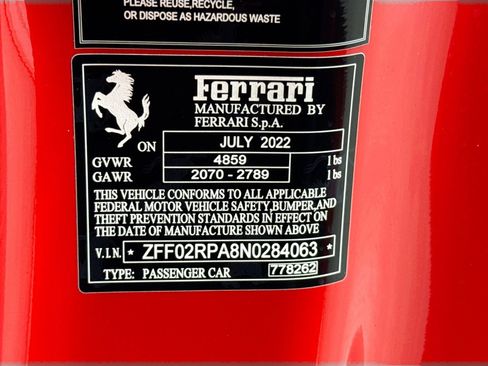 PLEASE REUSE,RECYCLE,
OR DISPOSE AS HAZARDOUS WASTE
Ferrari
MANUFACTURED BY
FERRARI S.p.A.
ON JULY 2022
GVWR 4859 lbs
GAWR 2070 - 2789 lbs
THIS VEHICLE CONFORMS TO ALL APPLICABLE
FEDERAL MOTOR VEHICLE SAFETY,BUMPER,AND
THEFT PREVENTION STANDARDS IN EFFECT ON
THE DATE OF MANUFACTURE SHOWN ABOVE
V.I.N. * ZFF02RPA8N0284063 *
TYPE: PASSENGER CAR 778262